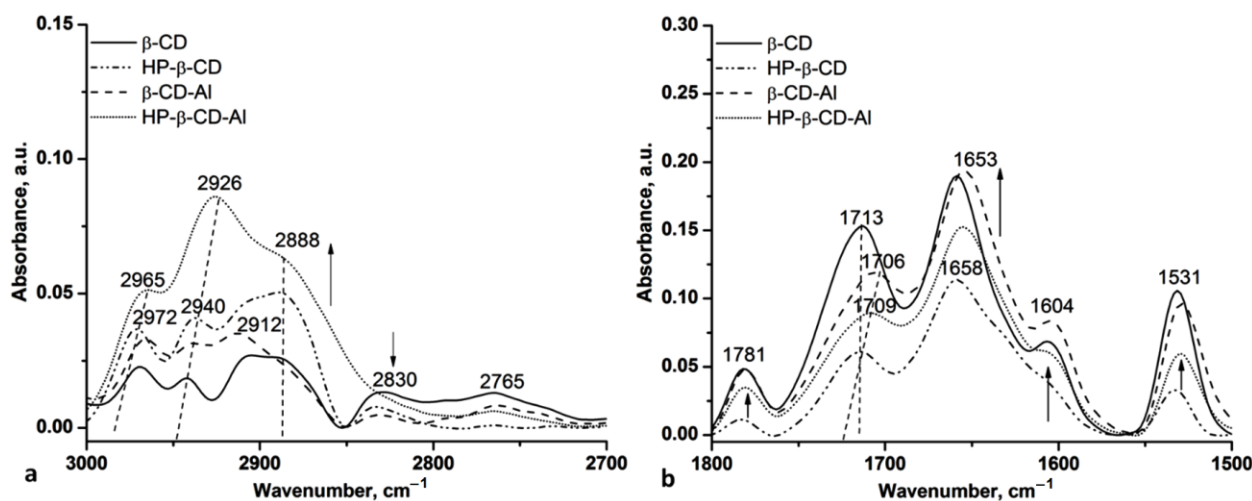 0.15
0.10
0.05
0.00
Absorbance, a.u.
β-CD
HP-β-CD
β-CD-Al
HP-β-CD-Al
2926
2888
2965
2972
2940
2912
2830
2765
3000 2900 2800 2700
Wavenumber, cm⁻¹
a
0.30
0.25
0.20
0.15
0.10
0.05
0.00
Absorbance, a.u.
β-CD
HP-β-CD
β-CD-Al
HP-β-CD-Al
1653
1713
1706
1658
1709
1604
1531
1781
1800 1700 1600 1500
Wavenumber, cm⁻¹
b